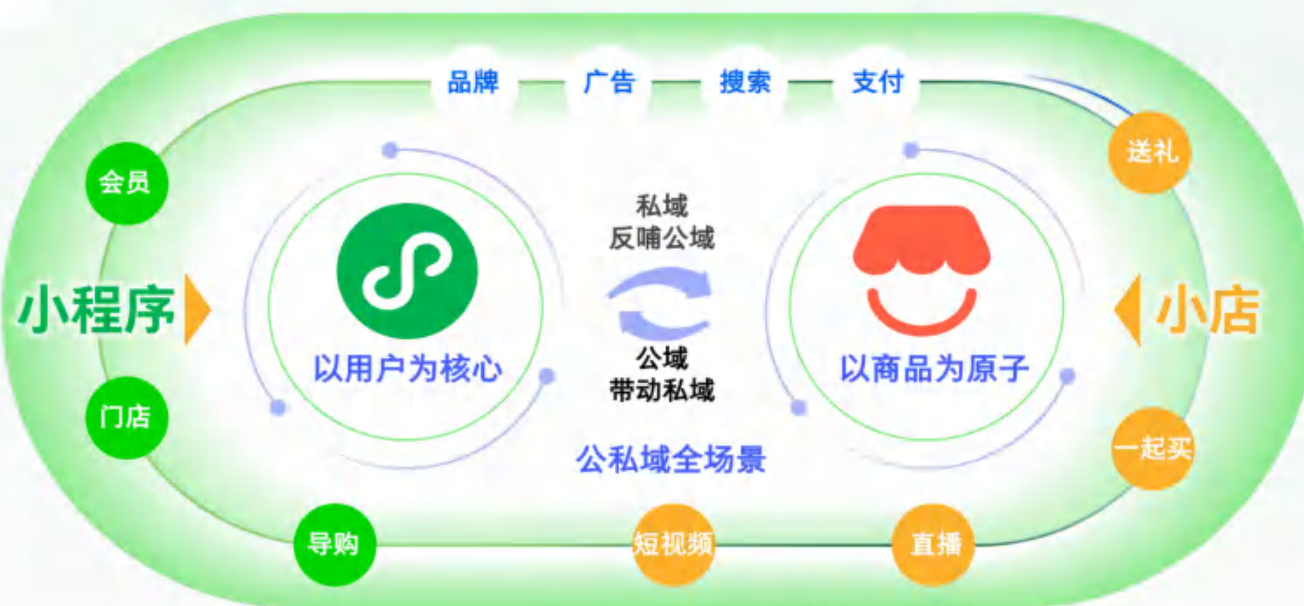 品牌
广告
搜索
支付
会员
送礼
私域
反哺公域
小程序
小店
以用户为核心
公域
带动私域
以商品为原子
门店
一起买
公私域全场景
导购
短视频
直播